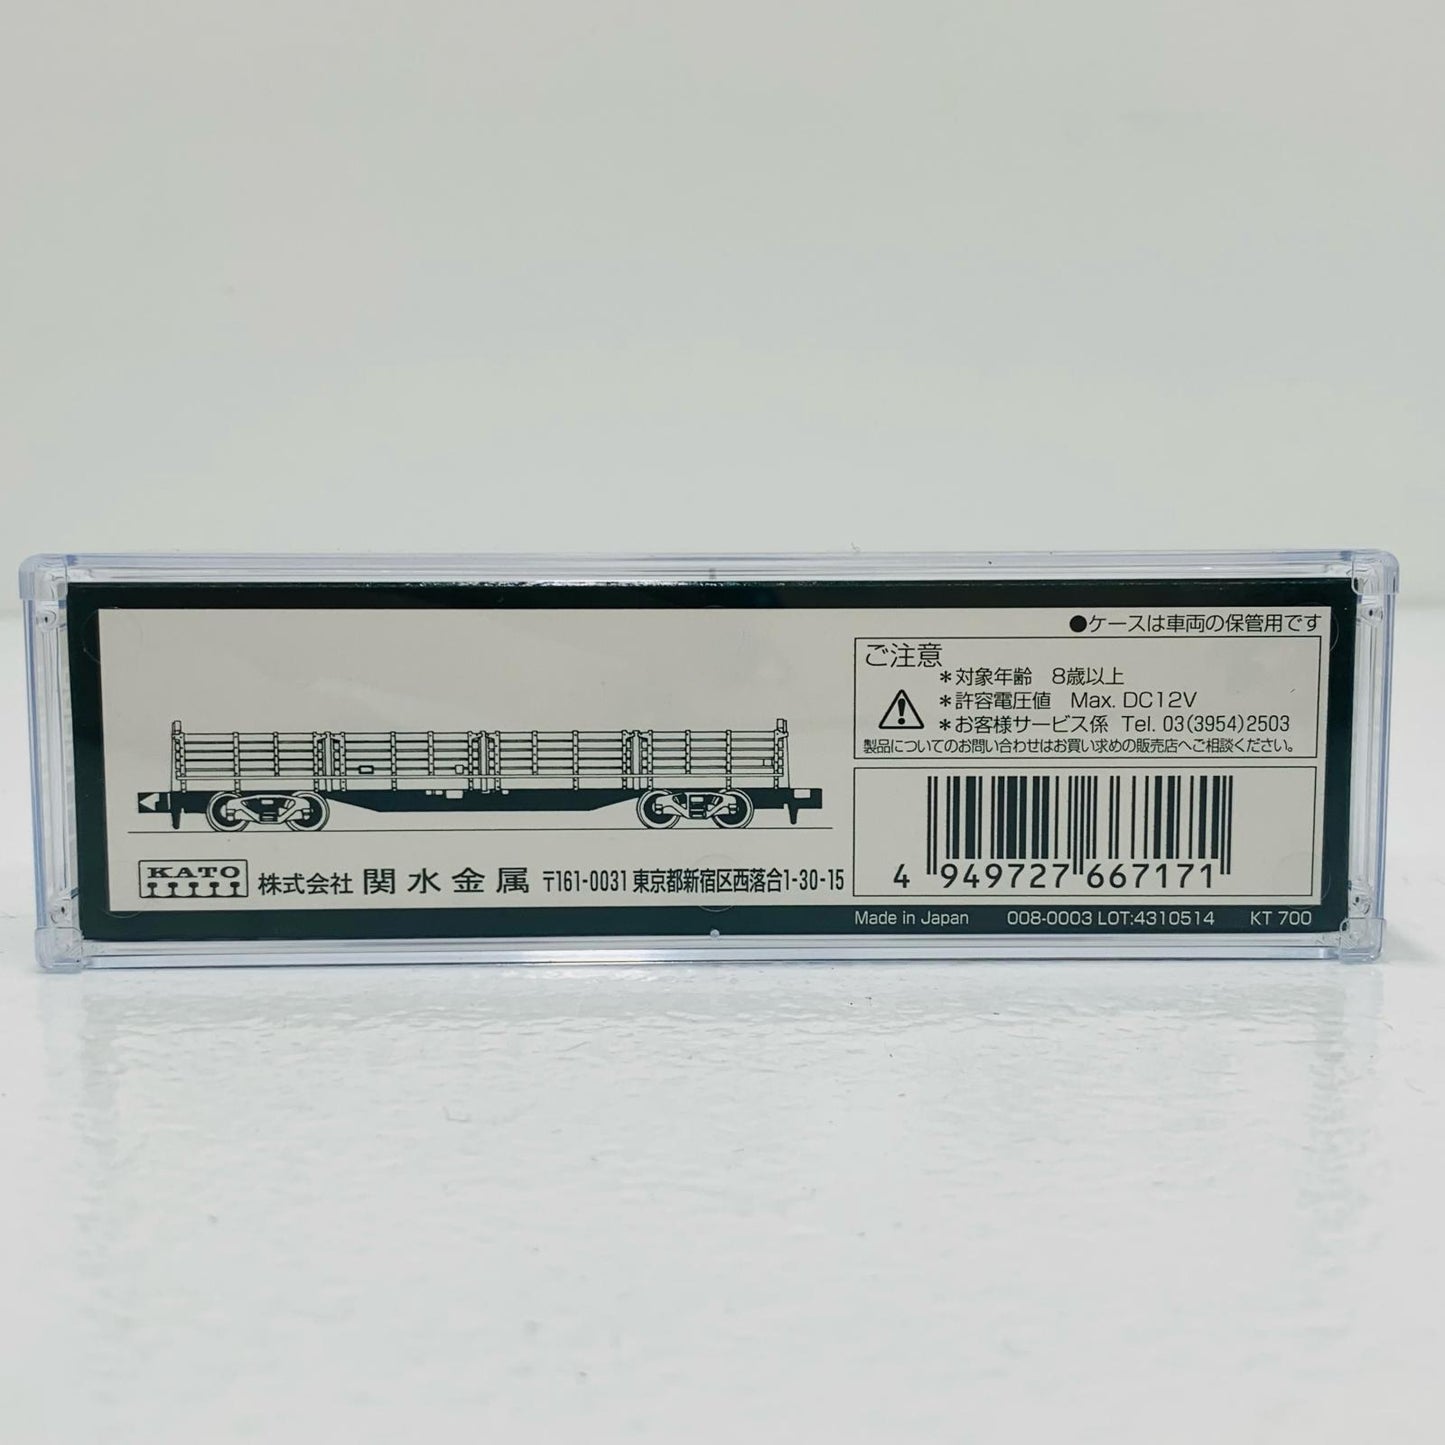 ●ケースは車両の保管用です
ご注意
＊対象年齢 8歳以上
＊許容電圧値 Max. DC12V
＊お客様サービス係 Tel. 03(3954)2503
製品についてのお問い合わせはお買い求めの販売店へご相談ください。
4 949727 667171
KATO
株式会社 関水金属 〒161-0031 東京都新宿区西落合1-30-15
Made in Japan 008-0003 LOT:4310514 KT 700